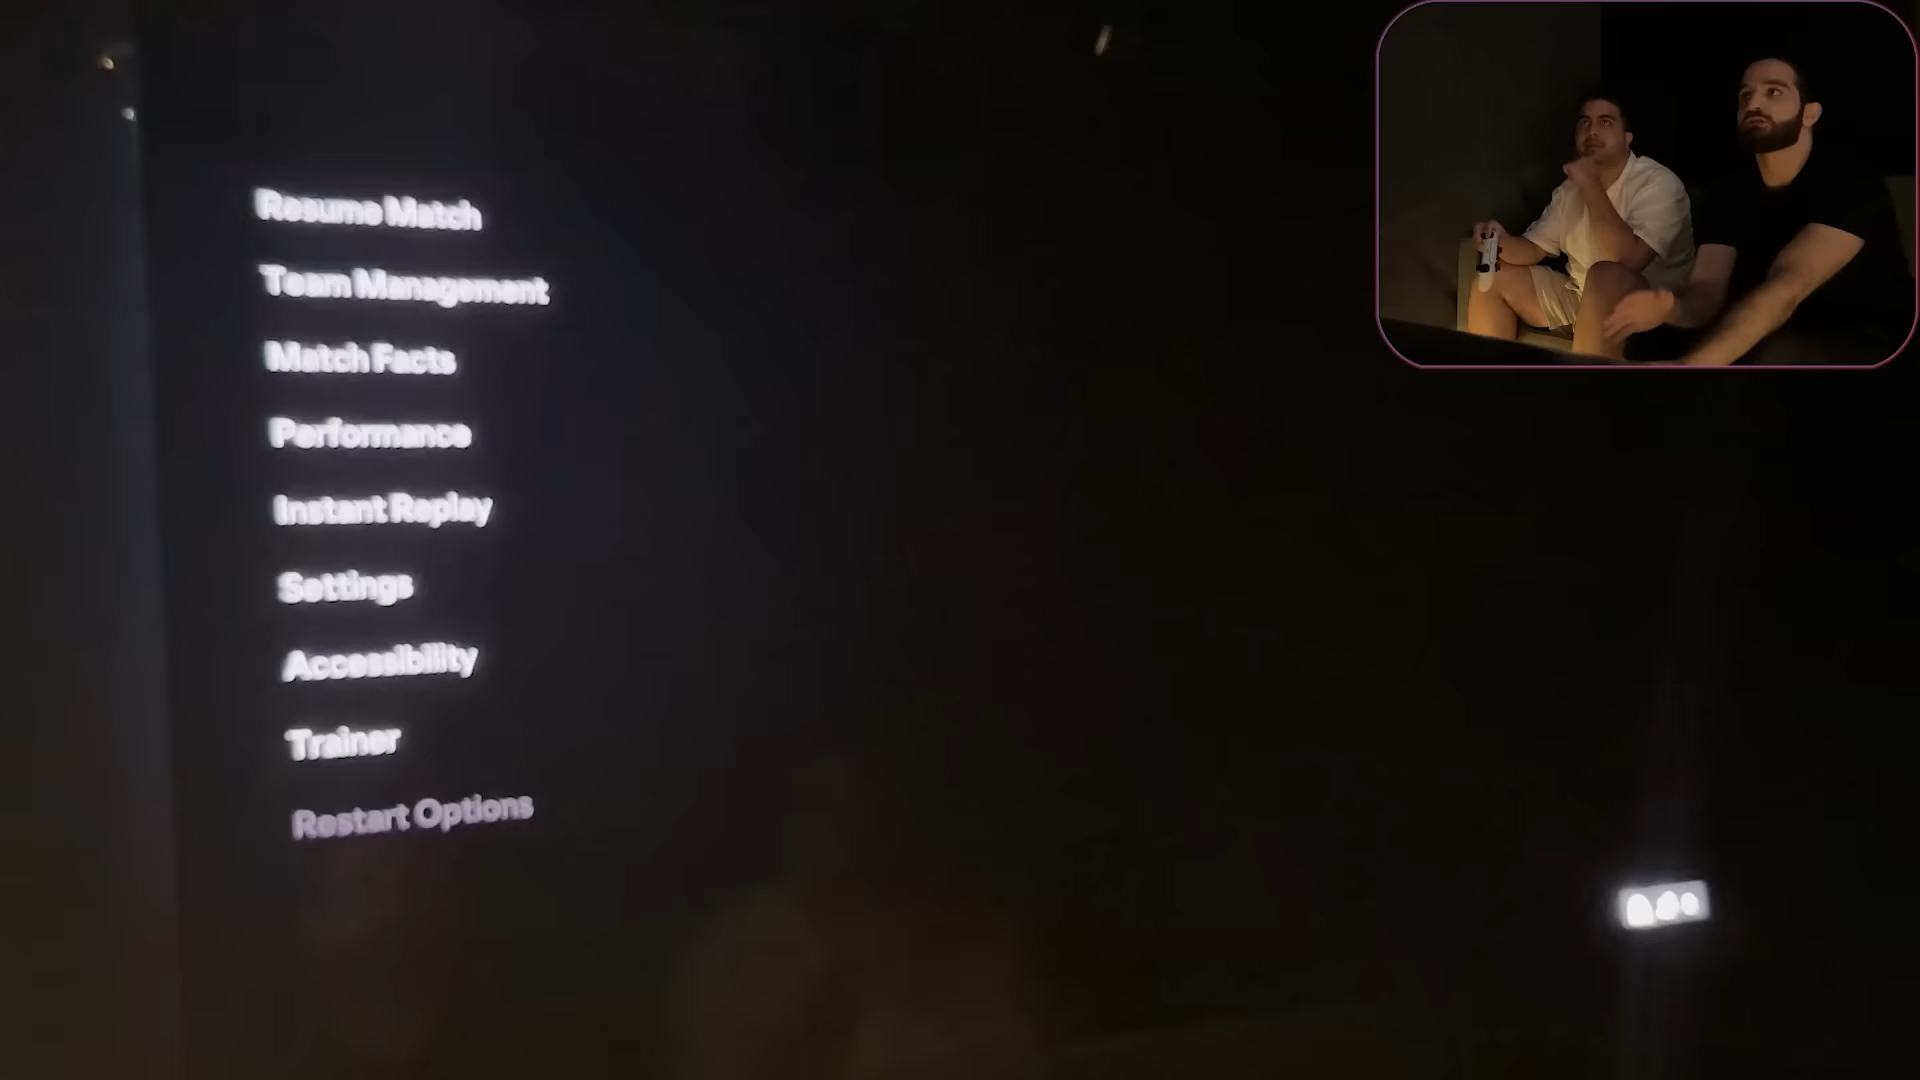 Resume Match
Team Management
Match Facts
Performance
Instant Replay
Settings
Accessibility
Trainer
Restart Options